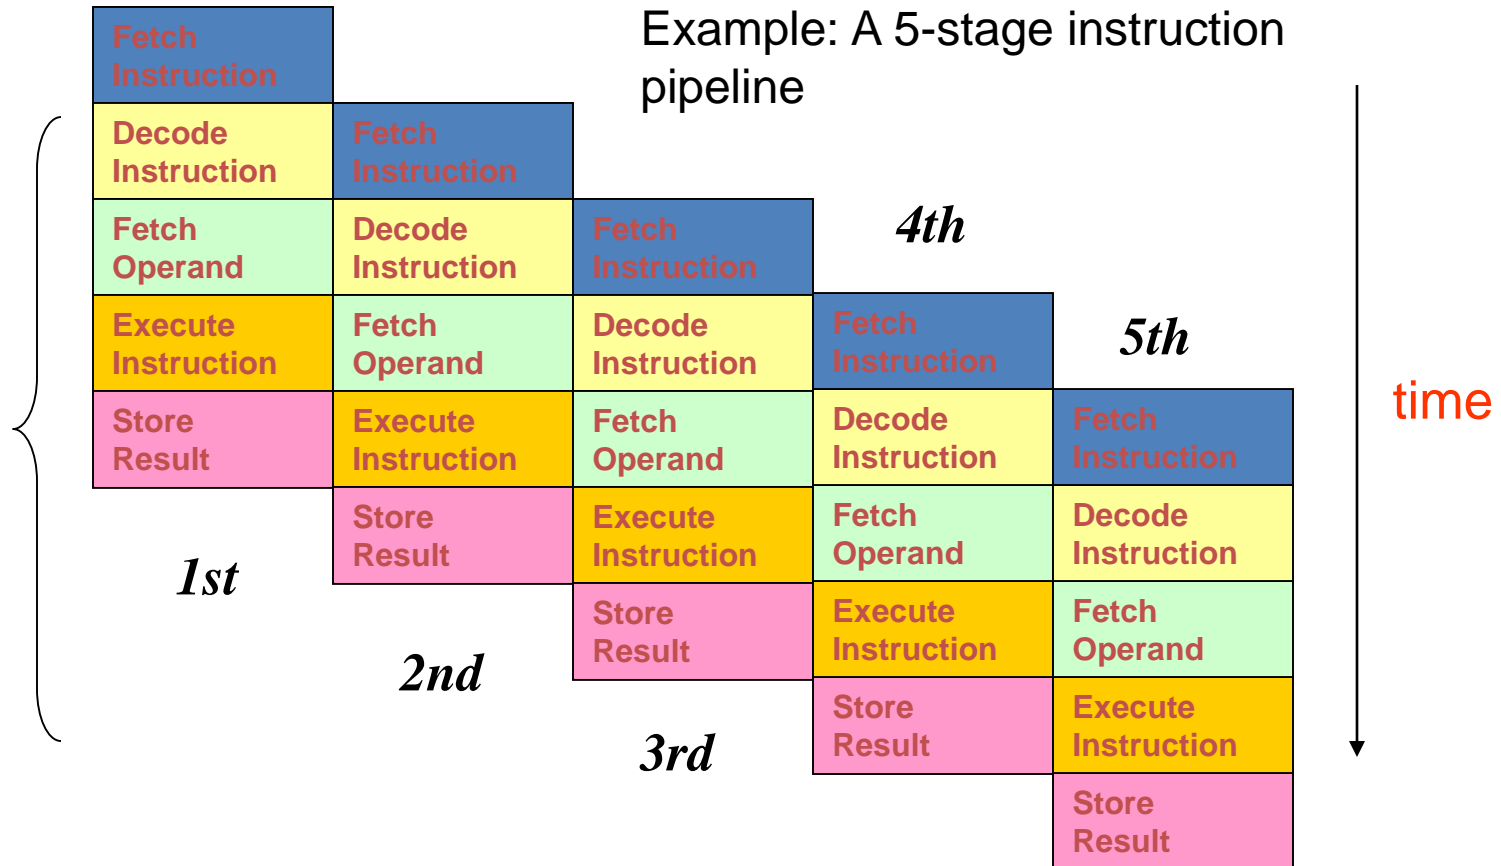 Example: A 5-stage instruction
pipeline
Fetch
Instruction
Decode
Instruction
Fetch
Operand
Execute
Instruction
Store
Result
1st
Fetch
Instruction
Decode
Instruction
Fetch
Operand
Execute
Instruction
Store
Result
2nd
Fetch
Instruction
Decode
Instruction
Fetch
Operand
Execute
Instruction
Store
Result
3rd
4th
Fetch
Instruction
Decode
Instruction
Fetch
Operand
Execute
Instruction
Store
Result
5th
Fetch
Instruction
Decode
Instruction
Fetch
Operand
Execute
Instruction
Store
Result
time